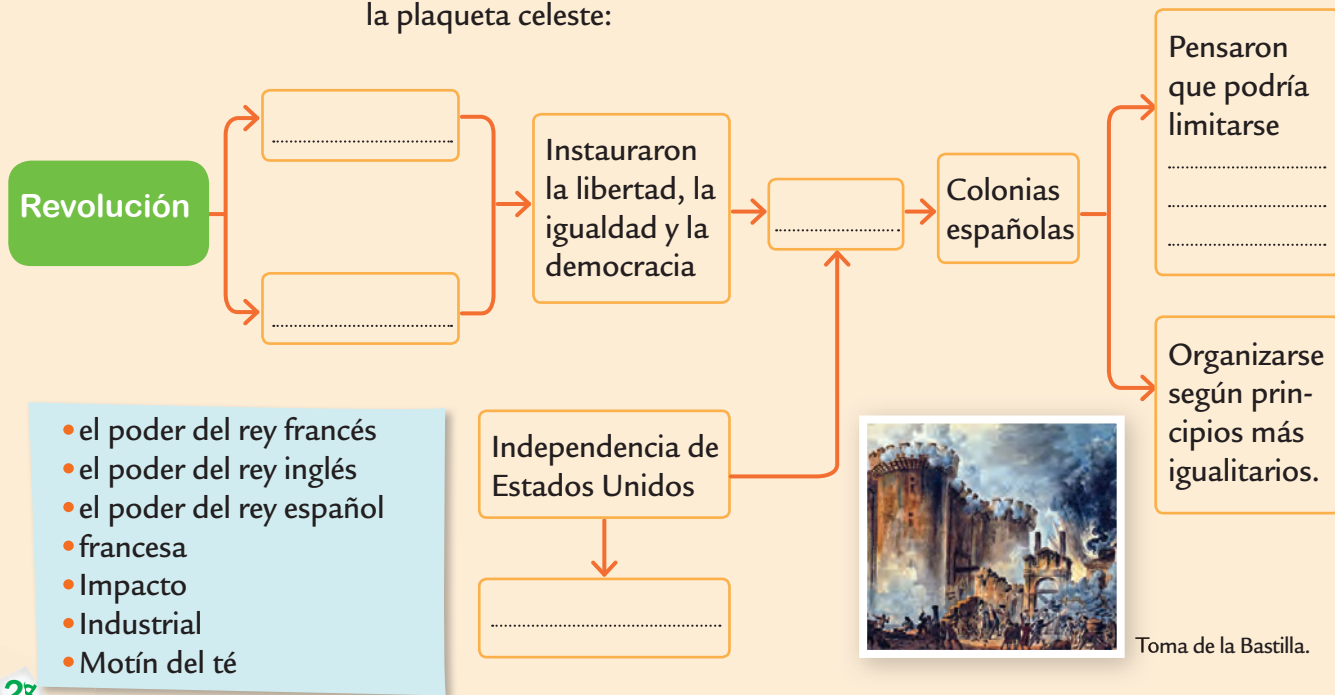 la plaqueta celeste:
Revolución
Instauraron
la libertad, la
igualdad y la
democracia
Colonias
españolas
Pensaron
que podría
limitarse
Organizarse
según prin-
cipios más
igualitarios.
Independencia de
Estados Unidos
•el poder del rey francés
•el poder del rey inglés
•el poder del rey español
•francesa
•Impacto
•Industrial
•Motín del té
Toma de la Bastilla.